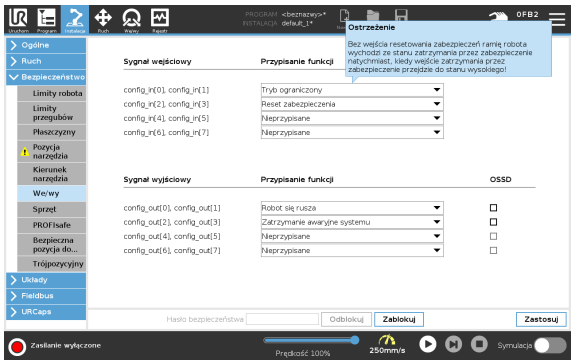 Uruchom
Program
Instalacja
Ruch
We/wy
Rejestr
PROGRAM <beznazwy>*
INSTALACJA default_1*
0FB2
Ostrzeżenie
Bez wejścia resetowania zabezpieczeń ramię robota
wychodzi ze stanu zatrzymania przez zabezpieczenie
natychmiast, kiedy wejście zatrzymania przez
zabezpieczenie przejdzie do stanu wysokiego!
Ogólne
Ruch
Bezpieczeństwo
Limity robota
Limity
przegubów
Płaszczyzny
Pozycja
narzędzia
Kierunek
narzędzia
We/wy
Sprzęt
PROFIsafe
Bezpieczna
pozycja do...
Trójpozycyjny
Układy
Fieldbus
URCaps
Sygnał wejściowy Przypisanie funkcji
config_in[0], config_in[1] Tryb ograniczony
config_in[2], config_in[3] Reset zabezpieczenia
config_in[4], config_in[5] Nieprzypisane
config_in[6], config_in[7] Nieprzypisane
Sygnał wyjściowy Przypisanie funkcji OSSD
config_out[0], config_out[1] Robot się rusza
config_out[2], config_out[3] Zatrzymanie awaryjne systemu
config_out[4], config_out[5] Nieprzypisane
config_out[6], config_out[7] Nieprzypisane
Hasło bezpieczeństwa Odblokuj Zablokuj Zastosuj
Zasilanie wyłączone
Prędkość 100%
250mm/s
Symulacja